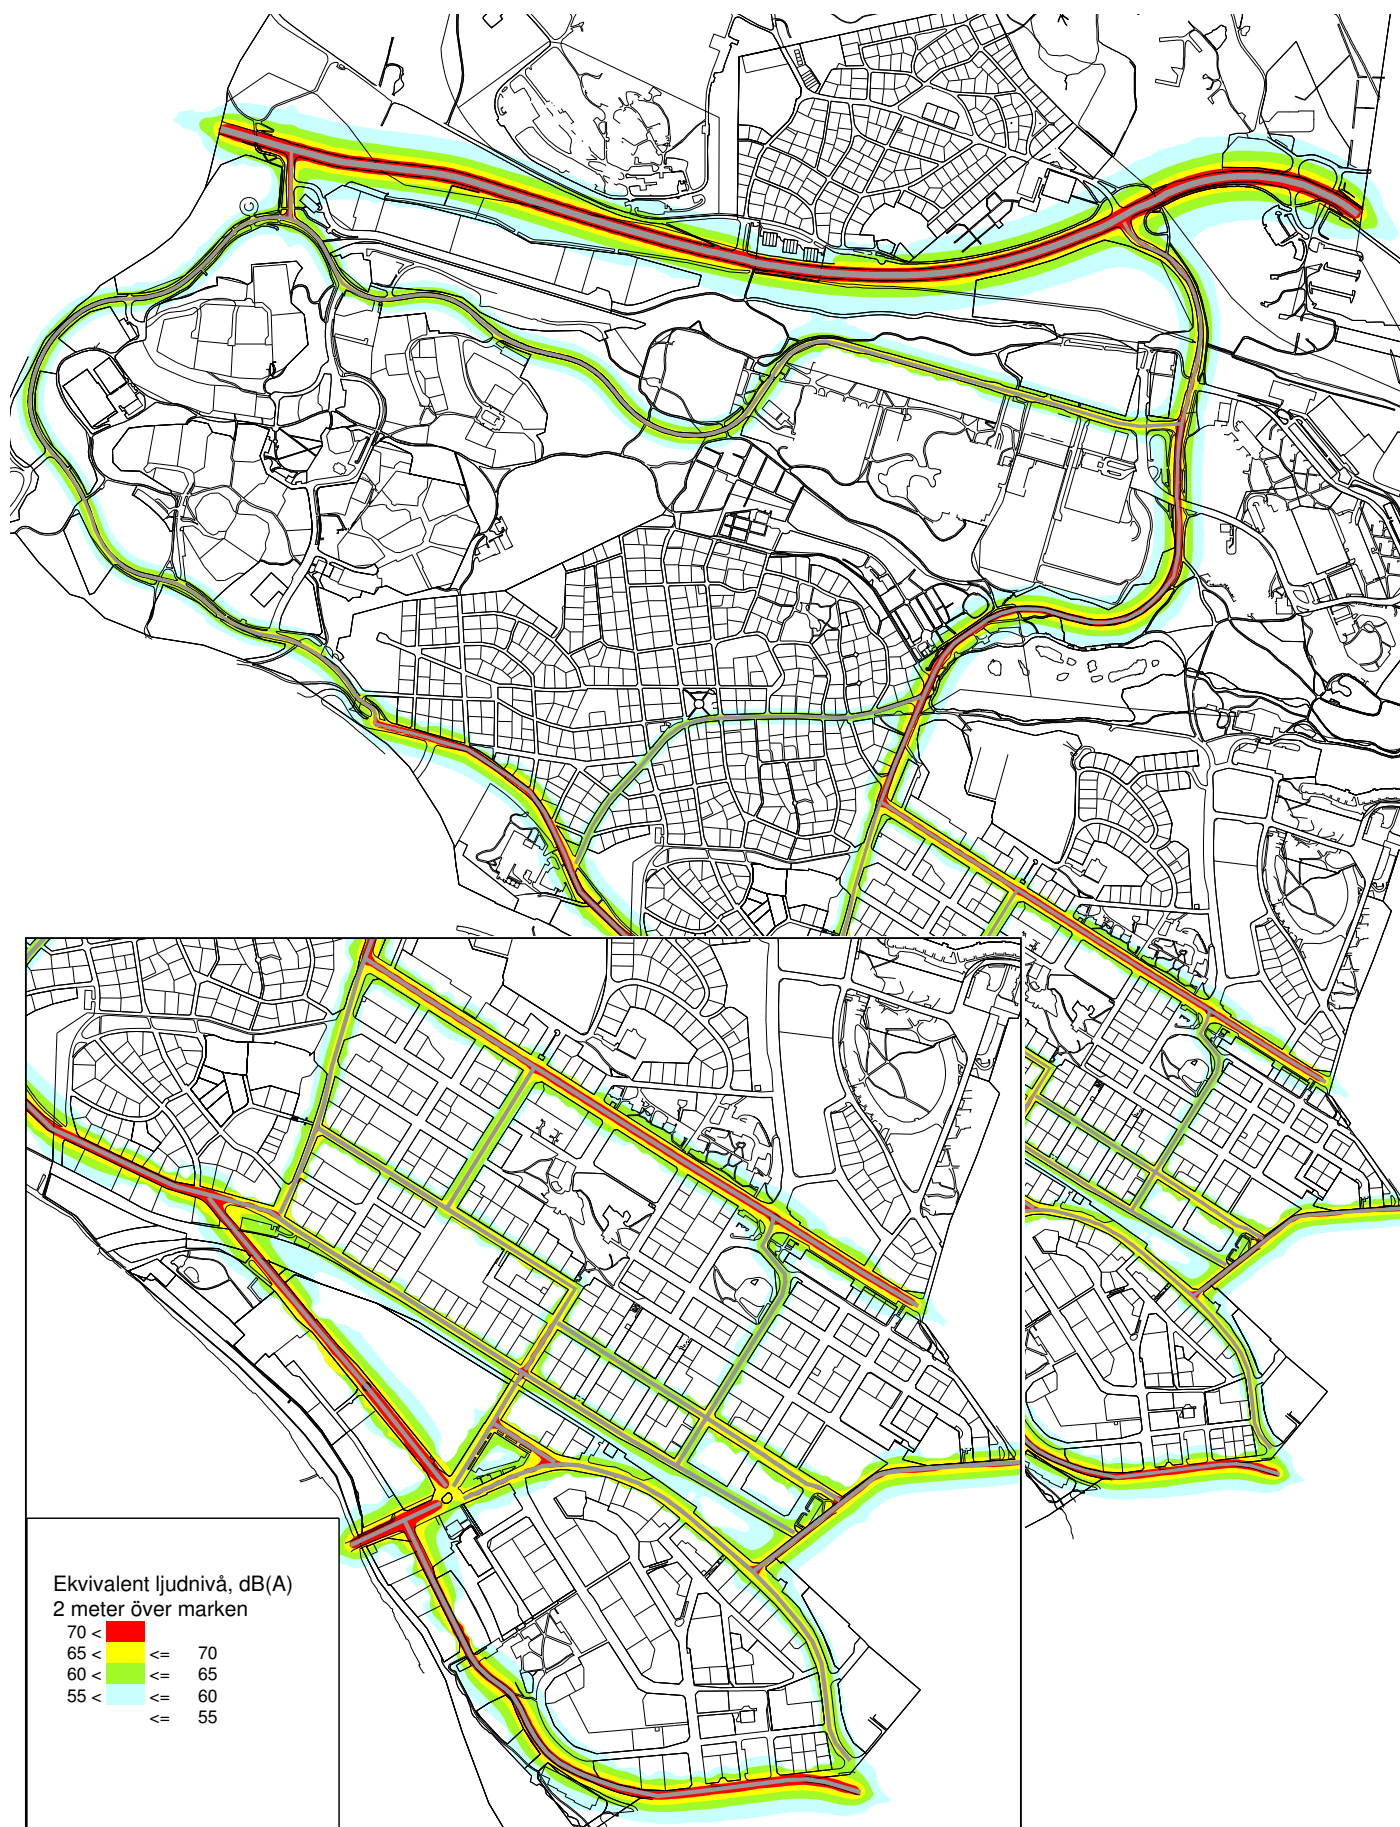 Ekvivalent ljudnivå, dB(A)
2 meter över marken
70 <
65 < <= 70
60 < <= 65
55 < <= 60
<= 55